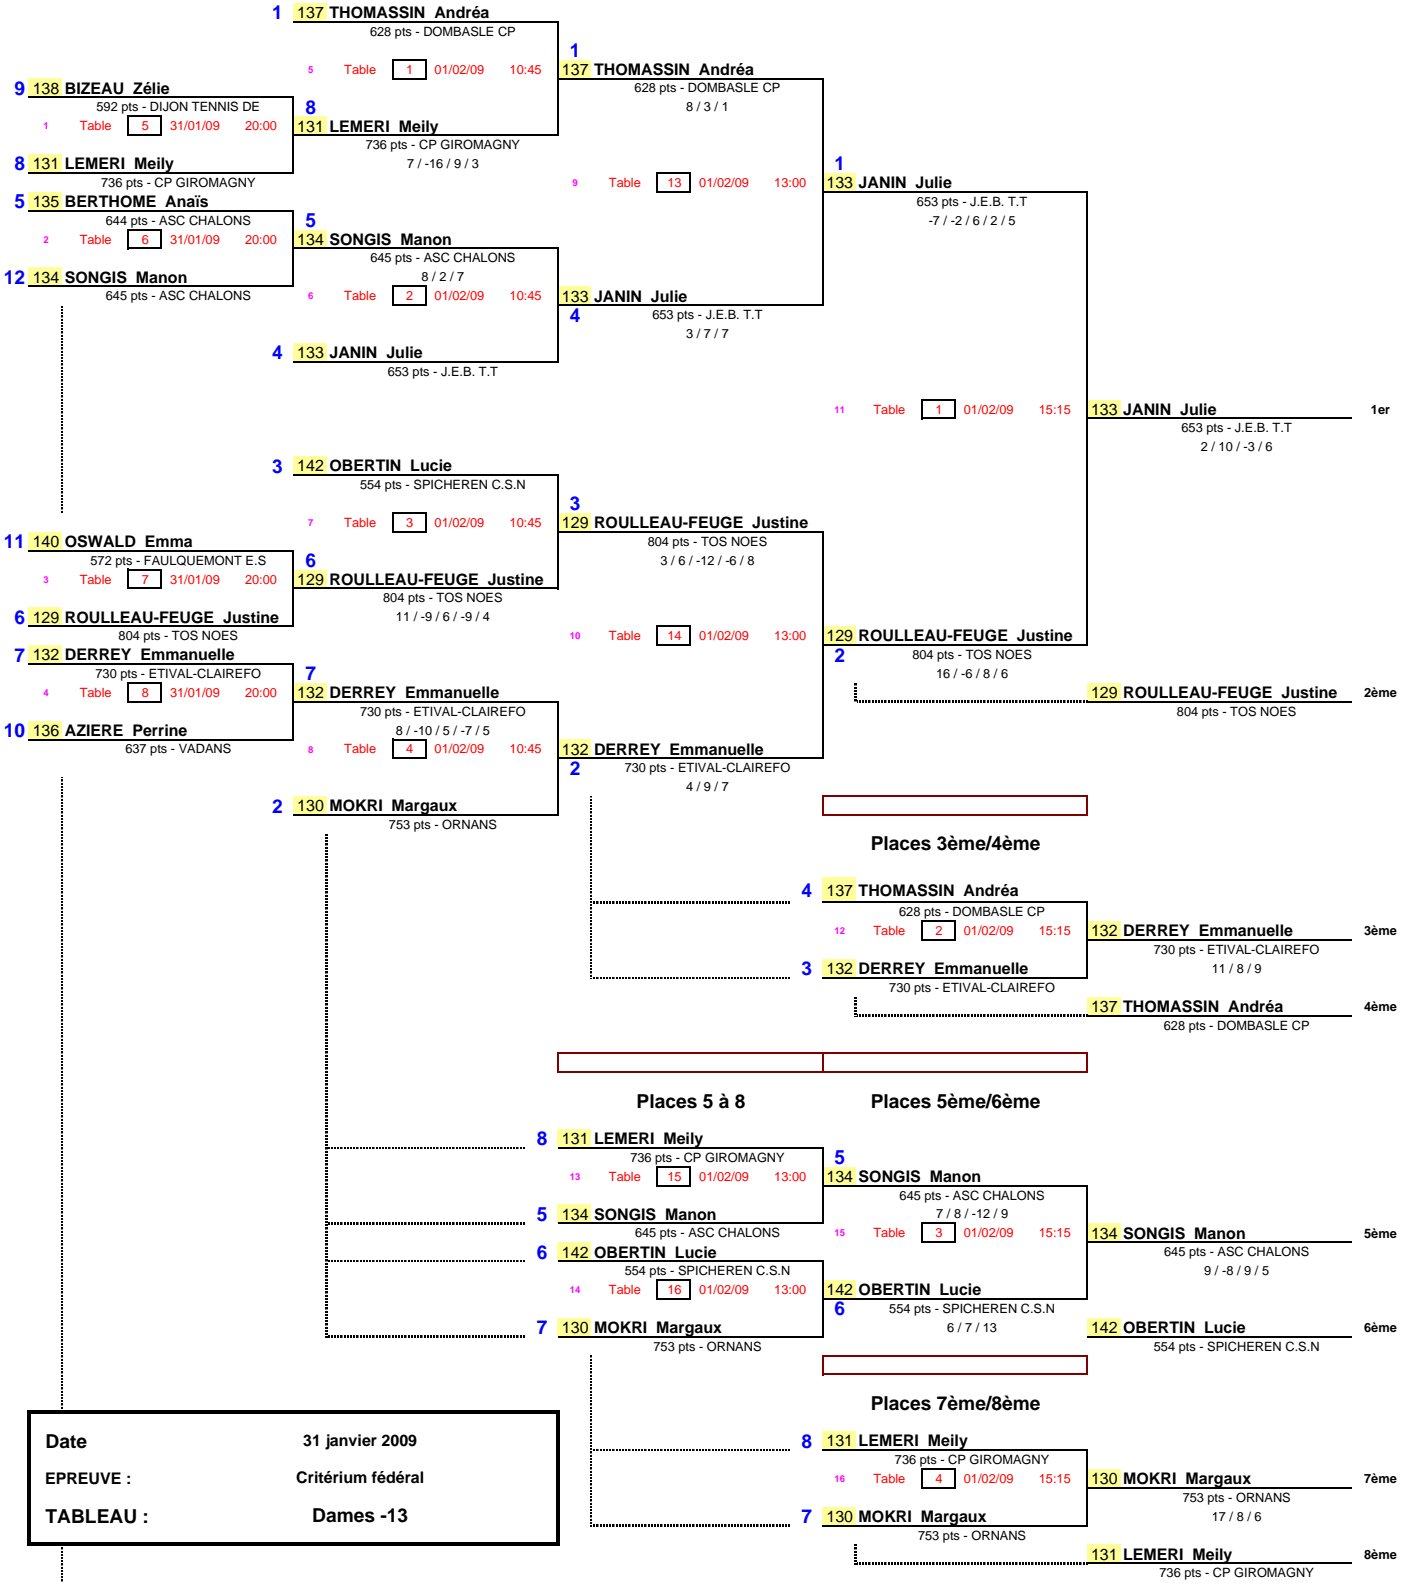 1 137 THOMASSIN Andréa
628 pts - DOMBASLE CP
5 Table 1 01/02/09 10:45
1
137 THOMASSIN Andréa
628 pts - DOMBASLE CP
8 / 3 / 1
9 138 BIZEAU Zélie
592 pts - DIJON TENNIS DE
1 Table 5 31/01/09 20:00
8
131 LEMERI Meily
736 pts - CP GIROMAGNY
7 / -16 / 9 / 3
8 131 LEMERI Meily
736 pts - CP GIROMAGNY
9 Table 13 01/02/09 13:00
1
133 JANIN Julie
653 pts - J.E.B. T.T
-7 / -2 / 6 / 2 / 5
5 135 BERTHOME Anaïs
644 pts - ASC CHALONS
2 Table 6 31/01/09 20:00
5
134 SONGIS Manon
645 pts - ASC CHALONS
8 / 2 / 7
12 134 SONGIS Manon
645 pts - ASC CHALONS
6 Table 2 01/02/09 10:45
133 JANIN Julie
4
653 pts - J.E.B. T.T
3 / 7 / 7
4 133 JANIN Julie
653 pts - J.E.B. T.T
11 Table 1 01/02/09 15:15
133 JANIN Julie 1er
653 pts - J.E.B. T.T
2 / 10 / -3 / 6
3 142 OBERTIN Lucie
554 pts - SPICHEREN C.S.N
7 Table 3 01/02/09 10:45
3
129 ROULLEAU-FEUGE Justine
804 pts - TOS NOES
3 / 6 / -12 / -6 / 8
11 140 OSWALD Emma
572 pts - FAULQUEMONT E.S
3 Table 7 31/01/09 20:00
6
129 ROULLEAU-FEUGE Justine
804 pts - TOS NOES
11 / -9 / 6 / -9 / 4
6 129 ROULLEAU-FEUGE Justine
804 pts - TOS NOES
10 Table 14 01/02/09 13:00
129 ROULLEAU-FEUGE Justine
2
804 pts - TOS NOES
16 / -6 / 8 / 6
7 132 DERREY Emmanuelle
730 pts - ETIVAL-CLAIREFO
4 Table 8 31/01/09 20:00
7
132 DERREY Emmanuelle
730 pts - ETIVAL-CLAIREFO
8 / -10 / 5 / -7 / 5
129 ROULLEAU-FEUGE Justine 2ème
804 pts - TOS NOES
10 136 AZIERE Perrine
637 pts - VADANS
8 Table 4 01/02/09 10:45
132 DERREY Emmanuelle
2
730 pts - ETIVAL-CLAIREFO
4 / 9 / 7
2 130 MOKRI Margaux
753 pts - ORNANS
Places 3ème/4ème
4 137 THOMASSIN Andréa
628 pts - DOMBASLE CP
12 Table 2 01/02/09 15:15
132 DERREY Emmanuelle 3ème
730 pts - ETIVAL-CLAIREFO
11 / 8 / 9
3 132 DERREY Emmanuelle
730 pts - ETIVAL-CLAIREFO
137 THOMASSIN Andréa 4ème
628 pts - DOMBASLE CP
Places 5 à 8 Places 5ème/6ème
8 131 LEMERI Meily
736 pts - CP GIROMAGNY
13 Table 15 01/02/09 13:00
5
134 SONGIS Manon
645 pts - ASC CHALONS
7 / 8 / -12 / 9
5 134 SONGIS Manon
645 pts - ASC CHALONS
15 Table 3 01/02/09 15:15
134 SONGIS Manon 5ème
645 pts - ASC CHALONS
9 / -8 / 9 / 5
6 142 OBERTIN Lucie
554 pts - SPICHEREN C.S.N
14 Table 16 01/02/09 13:00
142 OBERTIN Lucie
6
554 pts - SPICHEREN C.S.N
6 / 7 / 13
7 130 MOKRI Margaux
753 pts - ORNANS
142 OBERTIN Lucie 6ème
554 pts - SPICHEREN C.S.N
Places 7ème/8ème
8 131 LEMERI Meily
736 pts - CP GIROMAGNY
16 Table 4 01/02/09 15:15
130 MOKRI Margaux 7ème
753 pts - ORNANS
17 / 8 / 6
7 130 MOKRI Margaux
753 pts - ORNANS
131 LEMERI Meily 8ème
736 pts - CP GIROMAGNY
Date 31 janvier 2009
EPREUVE : Critérium fédéral
TABLEAU : Dames -13